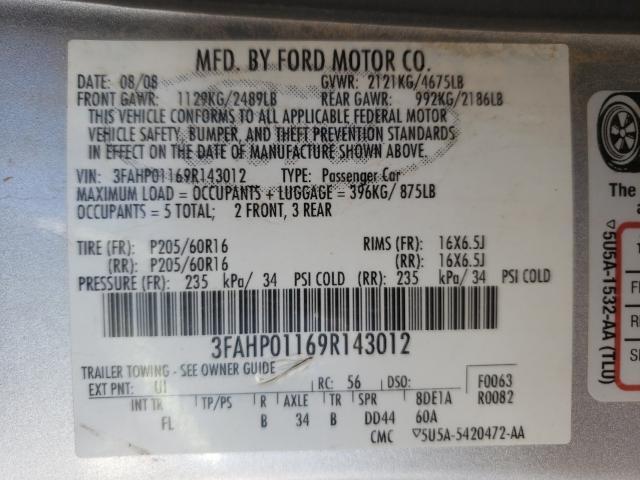 MFD. BY FORD MOTOR CO.
DATE: 08/08 GVWR: 2121KG/4675LB
FRONT GAWR: 1129KG/2489LB REAR GAWR: 992KG/2186LB
THIS VEHICLE CONFORMS TO ALL APPLICABLE FEDERAL MOTOR
VEHICLE SAFETY, BUMPER, AND THEFT PREVENTION STANDARDS
IN EFFECT ON THE DATE OF MANUFACTURE SHOWN ABOVE.
VIN: 3FAHP01169R143012 TYPE: Passenger Car
MAXIMUM LOAD = OCCUPANTS + LUGGAGE = 396KG/ 875LB
OCCUPANTS = 5 TOTAL: 2 FRONT, 3 REAR
TIRE (FR): P205/60R16 RIMS (FR): 16X6.5J
(RR): P205/60R16 (RR): 16X6.5J
PRESSURE (FR): 235 kPa/ 34 PSI COLD (RR): 235 kPa/ 34 PSI COLD
3FAHP01169R143012
TRAILER TOWING - SEE OWNER GUIDE
EXT PNT: UI RC: 56 DSO: F0063
INT TR TP/PS R AXLE TR SPR 8DE1A R0082
FL B 34 B DD44 60A
CMC ▽5U5A-5420472-AA
The
▽5U5A-1532-AA (TLU)